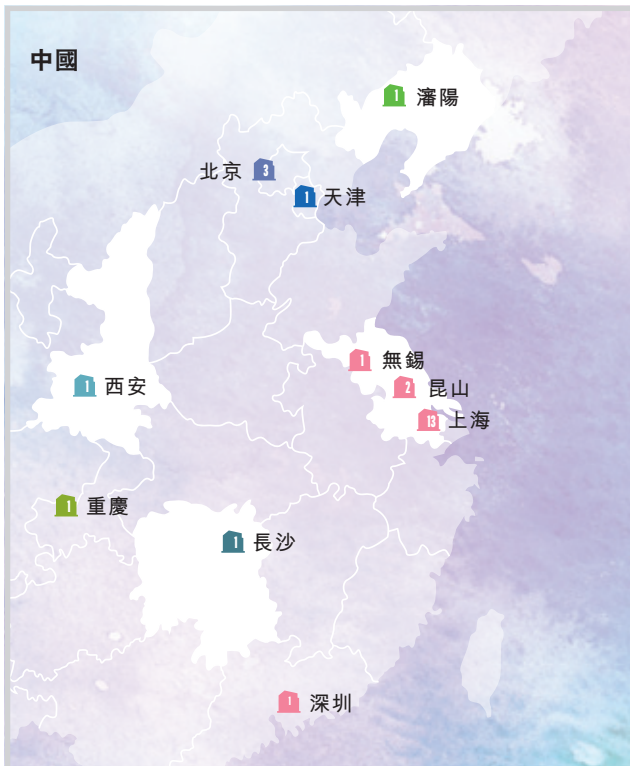 中國
1 瀋陽
北京 3
1 天津
1 無錫
1 西安
2 昆山
13 上海
1 重慶
1 長沙
1 深圳